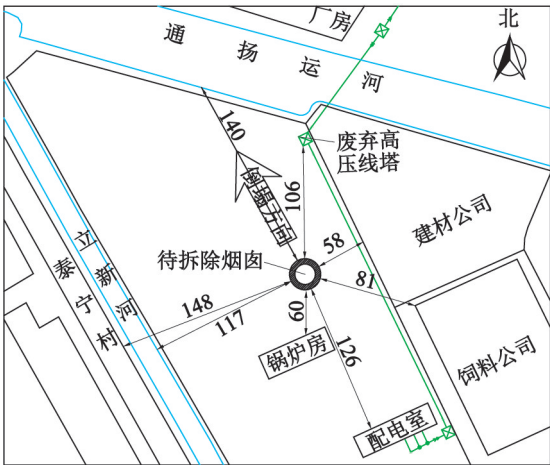 厂房
北
通扬运河
140
废弃高
压线塔
106
倒塌方向
建材公司
58
待拆除烟囱
立新河
泰宁村
148
117
81
60
126
锅炉房
饲料公司
配电室